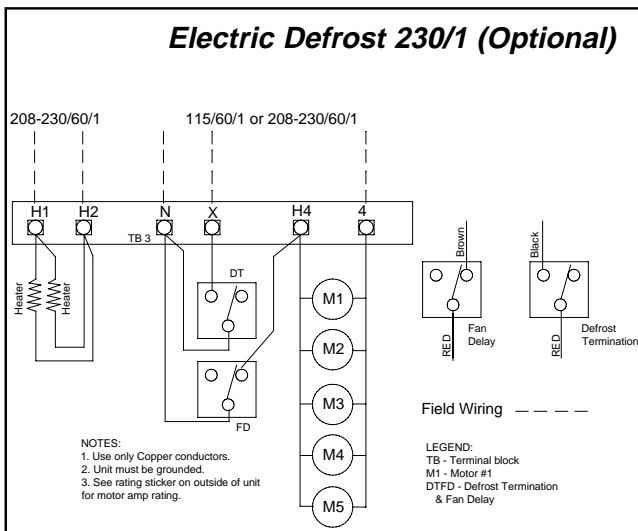 Electric Defrost 230/1 (Optional)
208-230/60/1
115/60/1 or 208-230/60/1
H1 H2 N X H4 4
TB 3
Heater
Heater
DT
FD
M1
M2
M3
M4
M5
Brown
RED
Fan
Delay
Black
RED
Defrost
Termination
Field Wiring
NOTES:
1. Use only Copper conductors.
2. Unit must be grounded.
3. See rating sticker on outside of unit
for motor amp rating.
LEGEND:
TB - Terminal block
M1 - Motor #1
DTFD - Defrost Termination
& Fan Delay